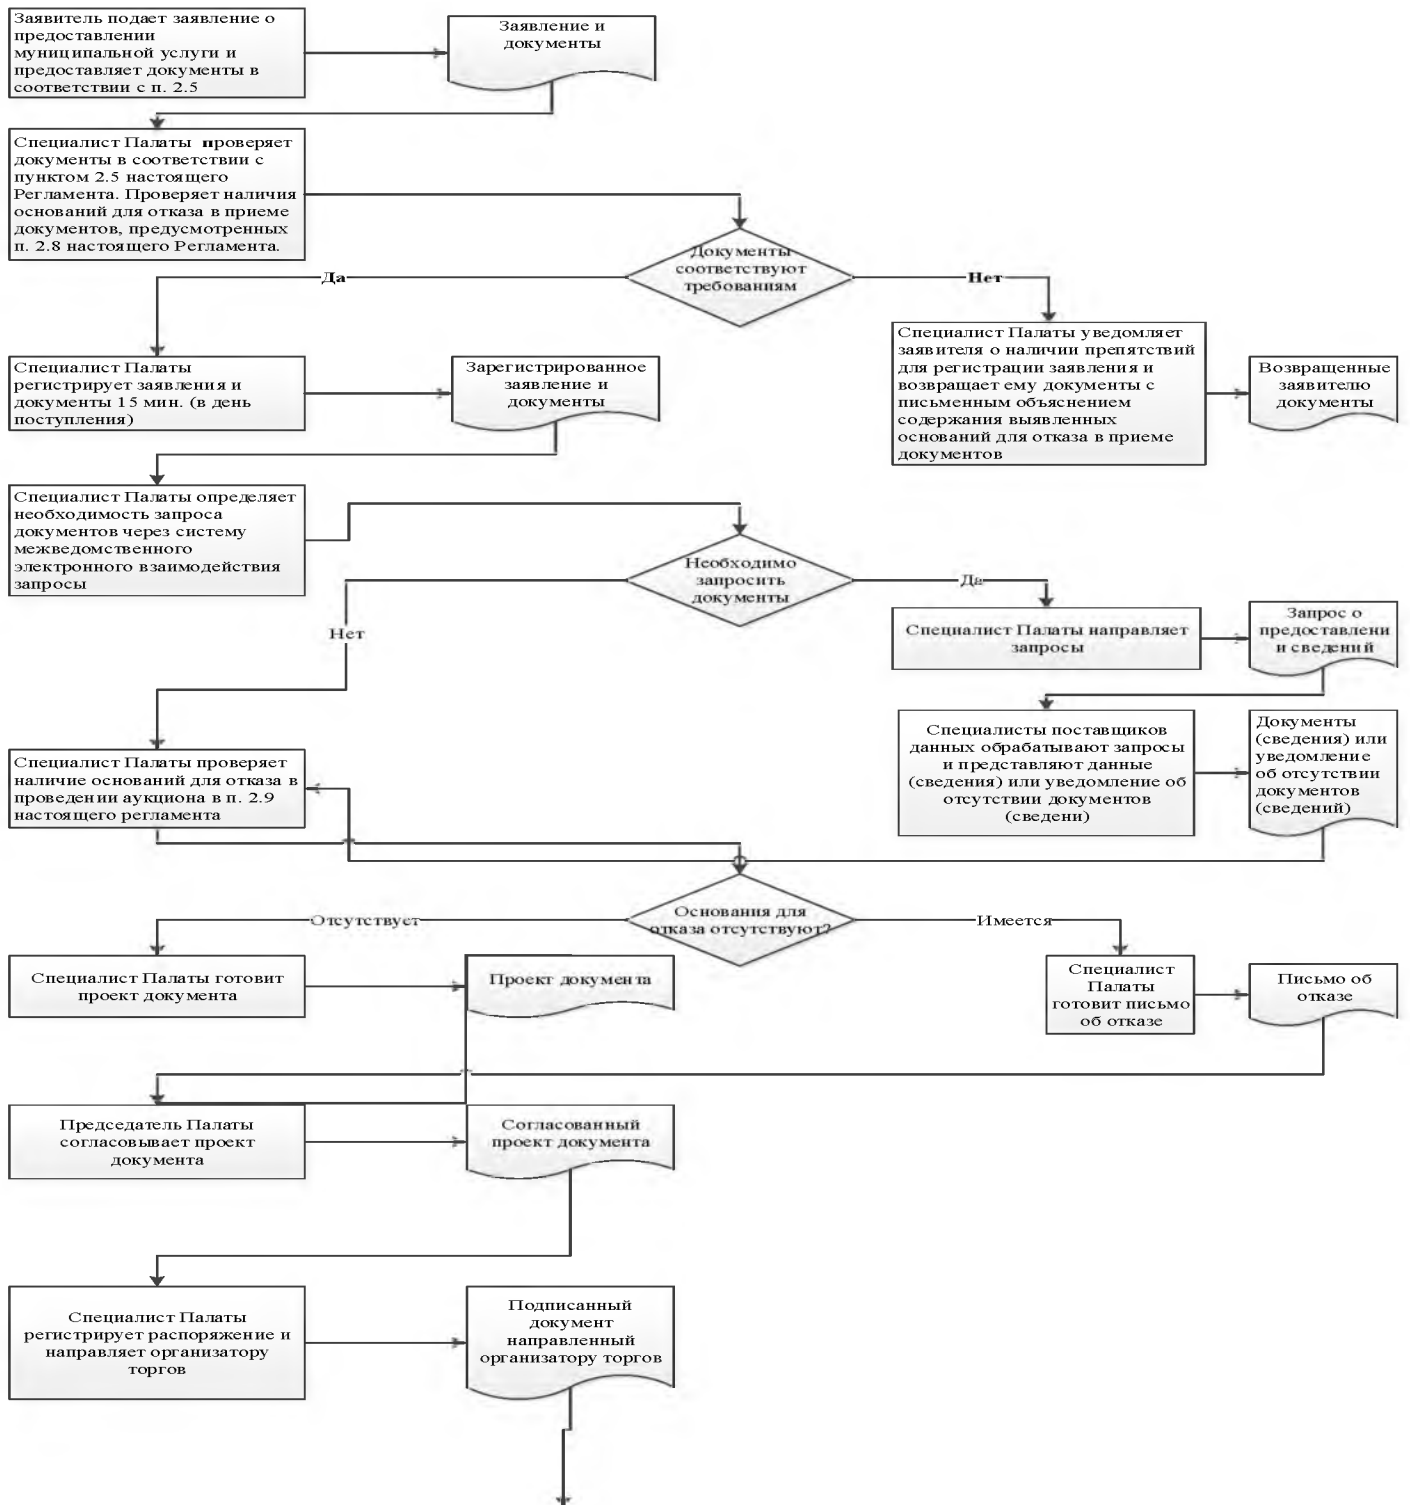 Заявитель подает заявление о
предоставлении
муниципальной услуги и
предоставляет документы в
соответствии с п. 2.5
Заявление и
документы
Специалист Палаты проверяет
документы в соответствии с
пунктом 2.5 настоящего
Регламента. Проверяет наличия
оснований для отказа в приеме
документов, предусмотренных
п. 2.8 настоящего Регламента.
Документы
соответствуют
требованиям
Да
Нет
Специалист Палаты
регистрирует заявления и
документы 15 мин. (в день
поступления)
Зарегистрированное
заявление и
документы
Специалист Палаты уведомляет
заявителя о наличии препятствий
для регистрации заявления и
возвращает ему документы с
письменным объяснением
содержания выявленных
оснований для отказа в приеме
документов
Возвращенные
заявителю
документы
Специалист Палаты определяет
необходимость запроса
документов через систему
межведомственного
электронного взаимодействия
запросы
Необходимо
запросить
документы
Да
Нет
Специалист Палаты направляет
запросы
Запрос о
предоставлени
и сведений
Специалисты поставщиков
данных обрабатывают запросы
и представляют данные
(сведения) или уведомление об
отсутствии документов
(сведени)
Документы
(сведения) или
уведомление
об отсутствии
документов
(сведений)
Специалист Палаты проверяет
наличие оснований для отказа в
проведении аукциона в п. 2.9
настоящего регламента
Основания для
отказа отсутствуют?
Отсутствует
Имеется
Специалист Палаты готовит
проект документа
Проект документа
Специалист
Палаты
готовит письмо
об отказе
Письмо об
отказе
Председатель Палаты
согласовывает проект
документа
Согласованный
проект документа
Специалист Палаты
регистрирует распоряжение и
направляет организатору
торгов
Подписанный
документ
направленный
организатору торгов